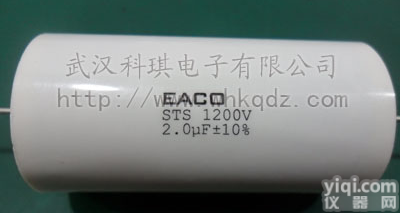 武汉科琪电子有限公司
http://www.whkqdz.com
EACO
STS 1200V
2.0µF±10%
yiqi.com
仪器网